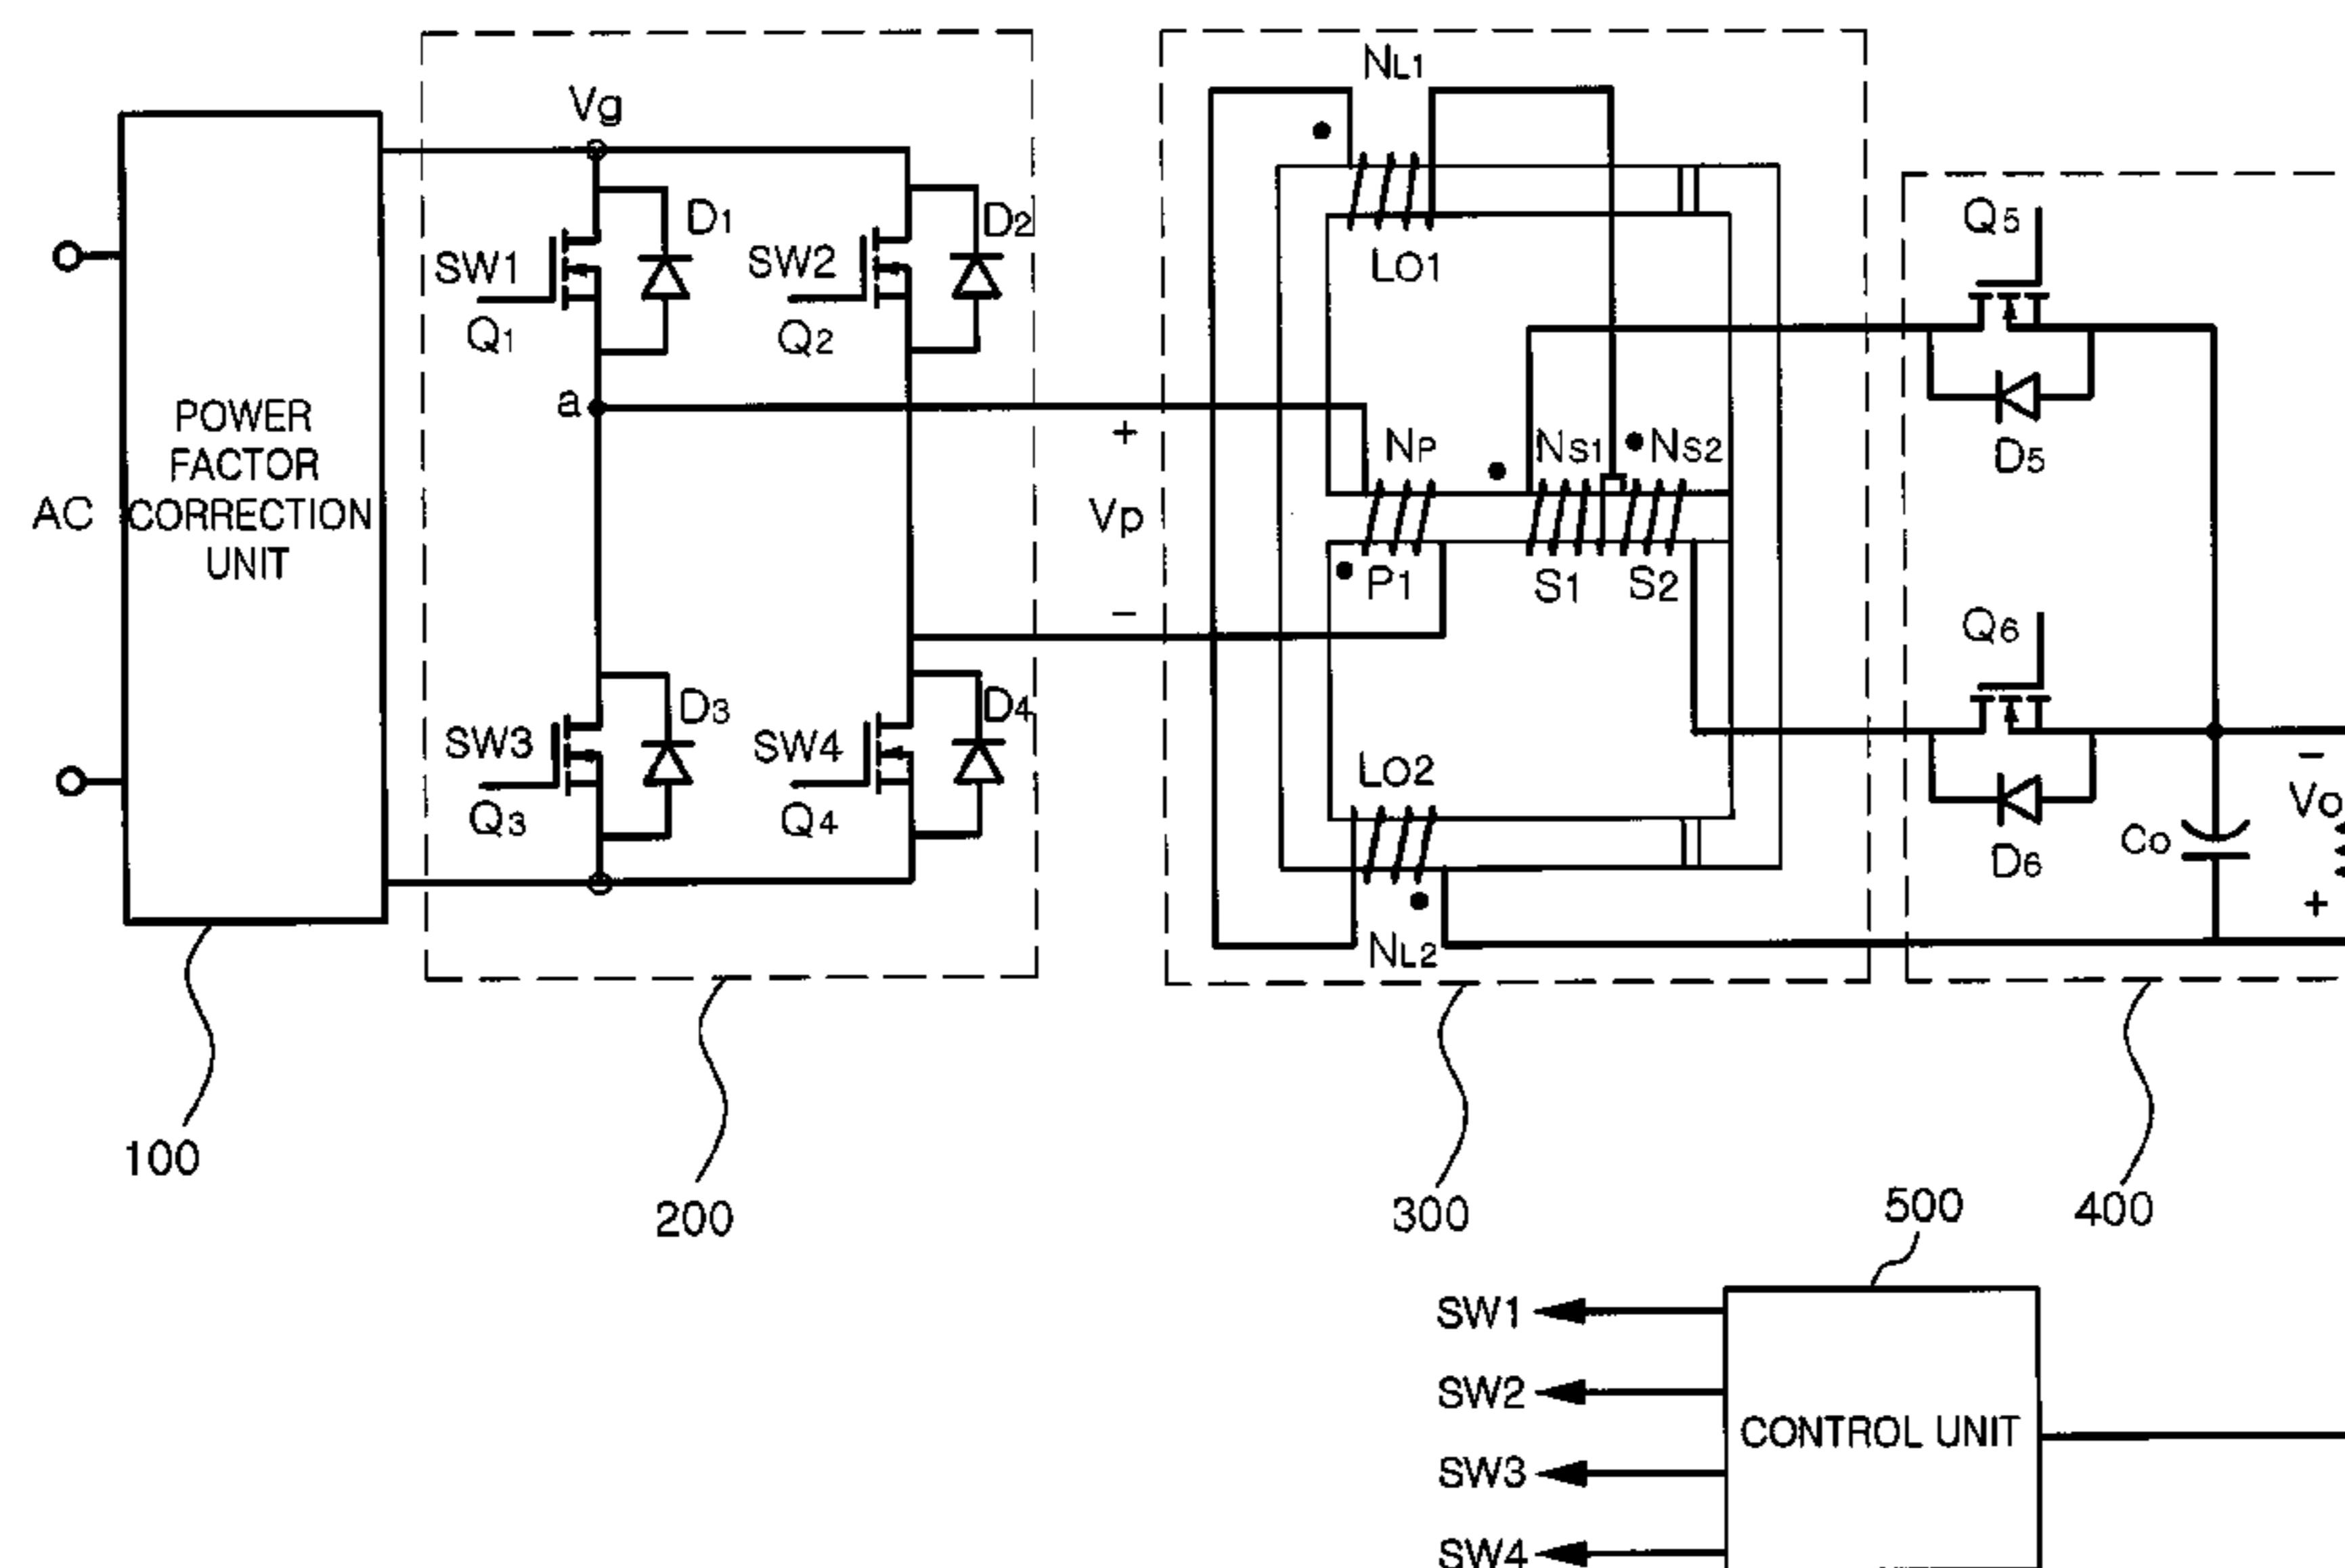 AC
POWER
FACTOR
CORRECTION
UNIT
100
Vg
SW1
Q1
D1
SW2
Q2
D2
a
SW3
Q3
D3
SW4
Q4
D4
200
+
Vp
−
NL1
LO1
NP
NS1
NS2
P1
S1
S2
LO2
NL2
300
Q5
D5
Q6
D6
Co
−
Vo
+
400
500
CONTROL UNIT
SW1
SW2
SW3
SW4